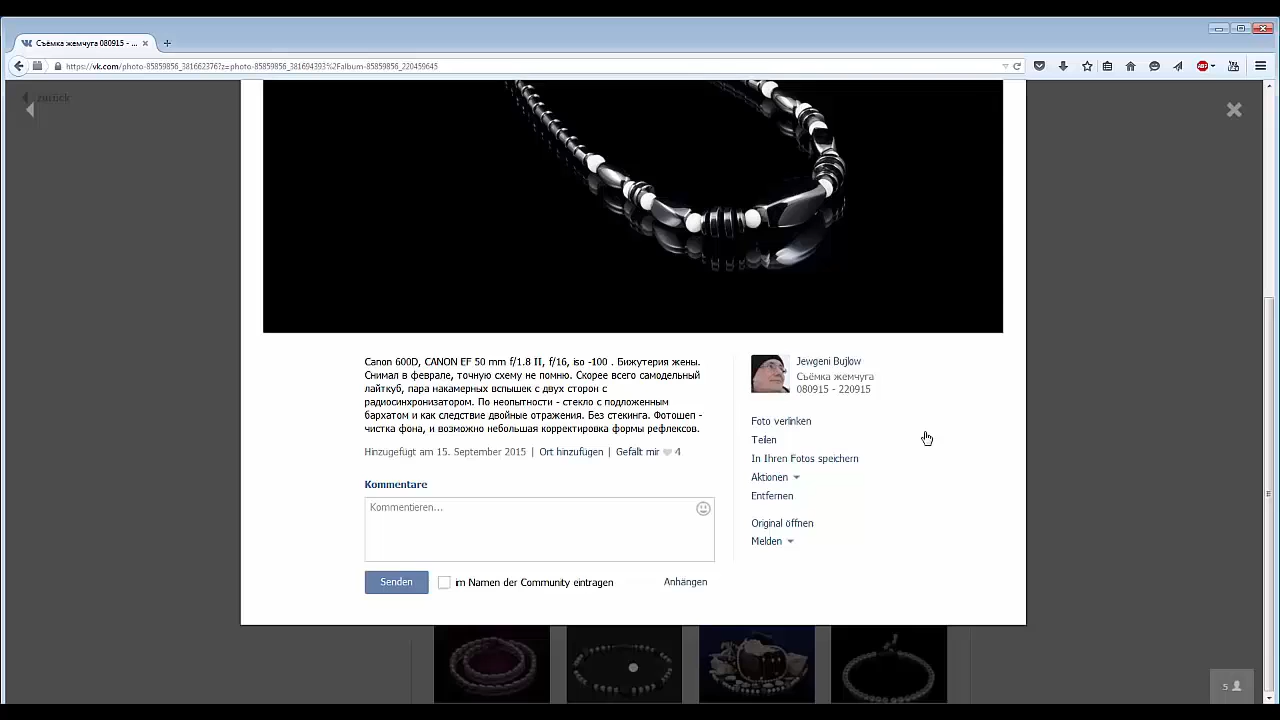 Съёмка жемчуга 080915 - ...
https://vk.com/photo-85859856_381662376?z=photo-85859856_381694393%2Falbum-85859856_220459645
ABP
zurück
Canon 600D, CANON EF 50 mm f/1.8 II, f/16, iso -100 . Бижутерия жены.
Снимал в феврале, точную схему не помню. Скорее всего самодельный
лайткуб, пара накамерных вспышек с двух сторон с
радиосинхронизатором. По неопытности - стекло с подложенным
бархатом и как следствие двойные отражения. Без стекинга. Фотошеп -
чистка фона, и возможно небольшая корректировка формы рефлексов.
Hinzugefügt am 15. September 2015 | Ort hinzufügen | Gefällt mir 4
Kommentare
Kommentieren...
Senden
im Namen der Community eintragen
Anhängen
Jewgeni Bujlow
Съёмка жемчуга
080915 - 220915
Foto verlinken
Teilen
In Ihren Fotos speichern
Aktionen
Entfernen
Original öffnen
Melden
5